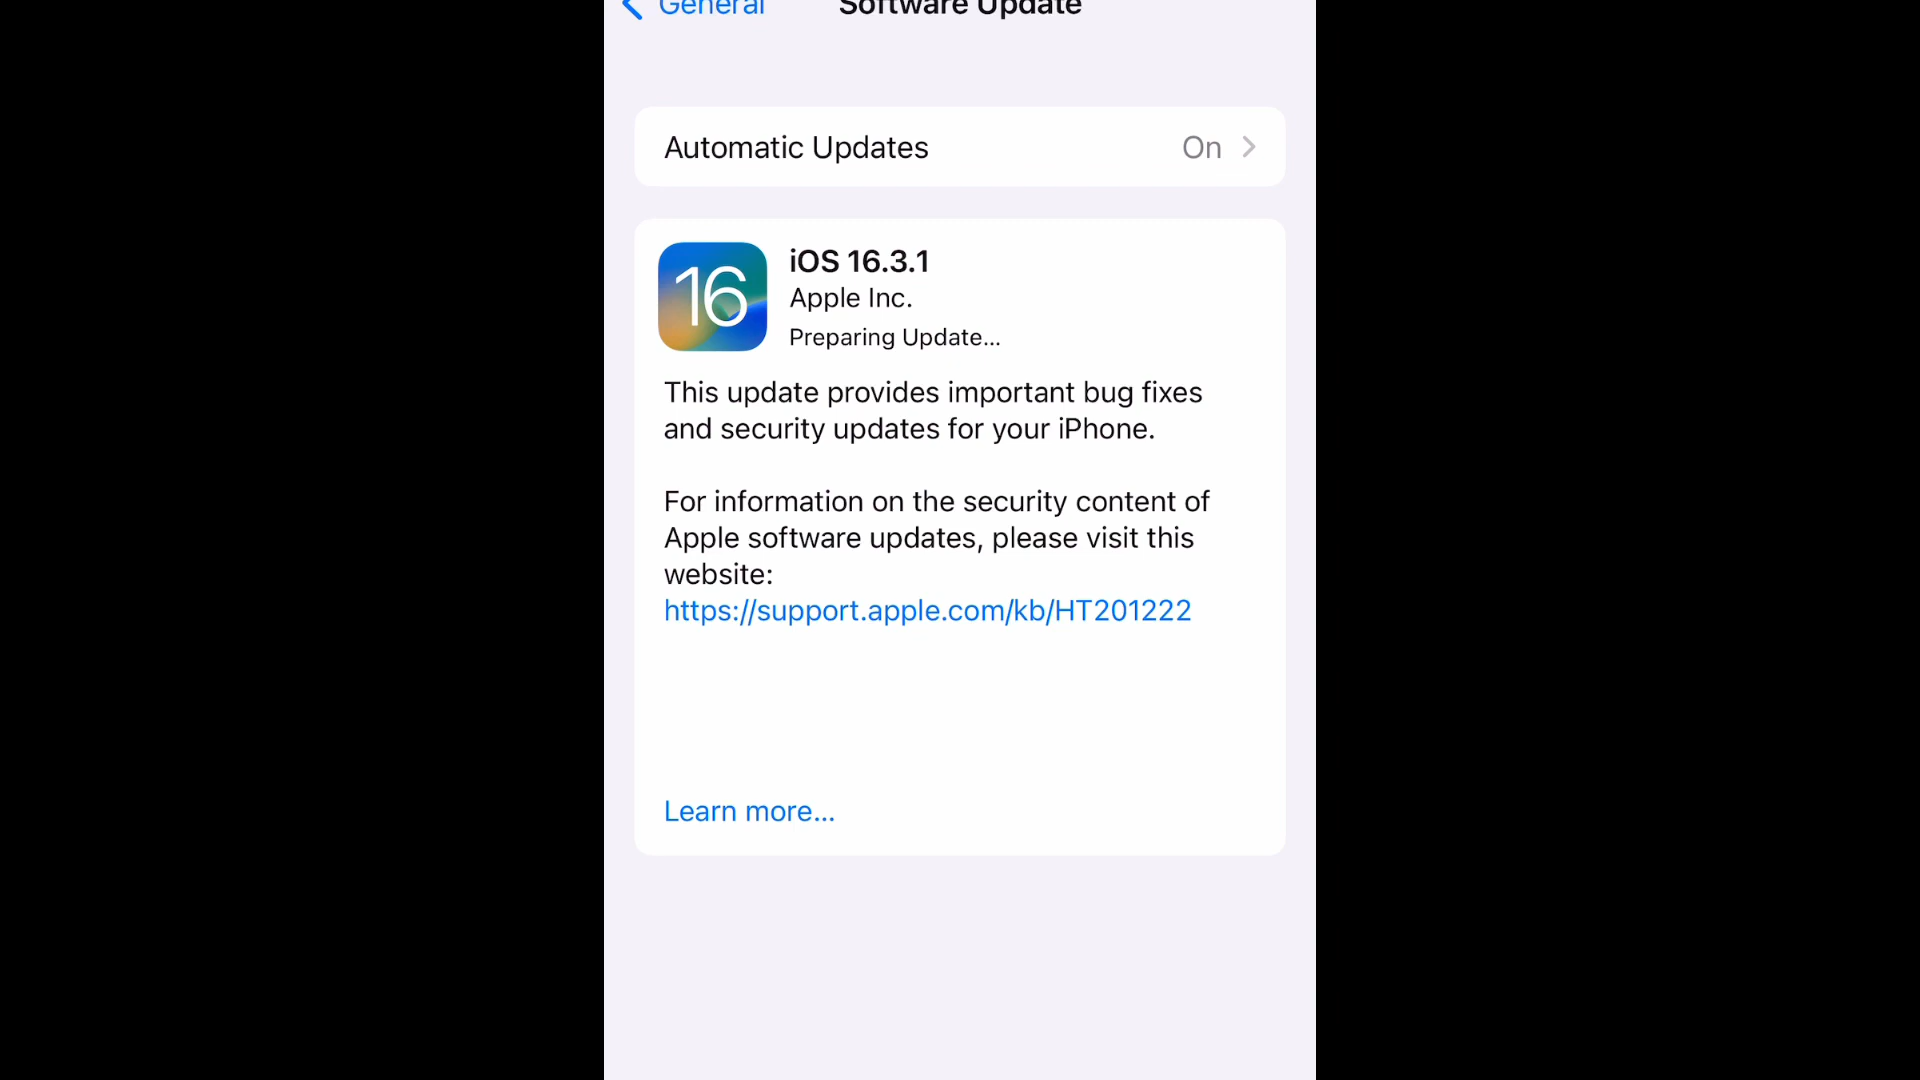 General Software Update
Automatic Updates On
16
iOS 16.3.1
Apple Inc.
Preparing Update...
This update provides important bug fixes
and security updates for your iPhone.
For information on the security content of
Apple software updates, please visit this
website:
https://support.apple.com/kb/HT201222
Learn more...